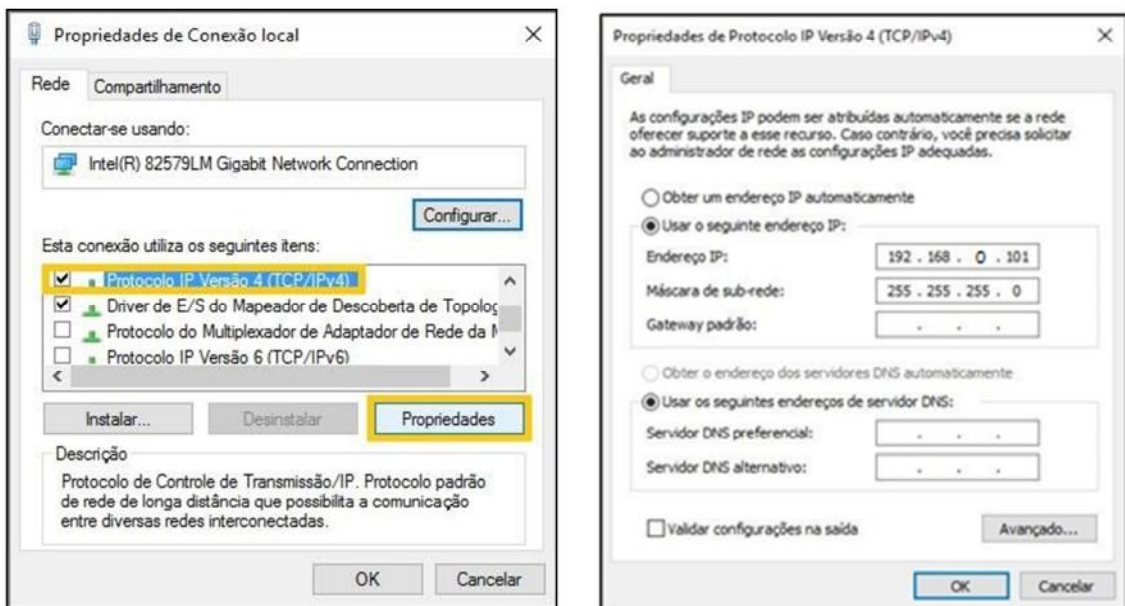 Propriedades de Conexão local
Rede
Compartilhamento
Conectar-se usando:
Intel(R) 82579LM Gigabit Network Connection
Configurar...
Esta conexão utiliza os seguintes itens:
Protocolo IP Versão 4 (TCP/IPv4)
Driver de E/S do Mapeador de Descoberta de Topolog
Protocolo do Multiplexador de Adaptador de Rede da M
Protocolo IP Versão 6 (TCP/IPv6)
Instalar...
Desinstalar
Propriedades
Descrição
Protocolo de Controle de Transmissão/IP. Protocolo padrão
de rede de longa distância que possibilita a comunicação
entre diversas redes interconectadas.
OK
Cancelar
Propriedades de Protocolo IP Versão 4 (TCP/IPv4)
Geral
As configurações IP podem ser atribuídas automaticamente se a rede
oferecer suporte a esse recurso. Caso contrário, você precisa solicitar
ao administrador de rede as configurações IP adequadas.
Obter um endereço IP automaticamente
Usar o seguinte endereço IP:
Endereço IP: 192 . 168 . 0 . 101
Máscara de sub-rede: 255 . 255 . 255 . 0
Gateway padrão: . . .
Obter o endereço dos servidores DNS automaticamente
Usar os seguintes endereços de servidor DNS:
Servidor DNS preferencial: . . .
Servidor DNS alternativo: . . .
Validar configurações na saída
Avançado...
OK
Cancelar